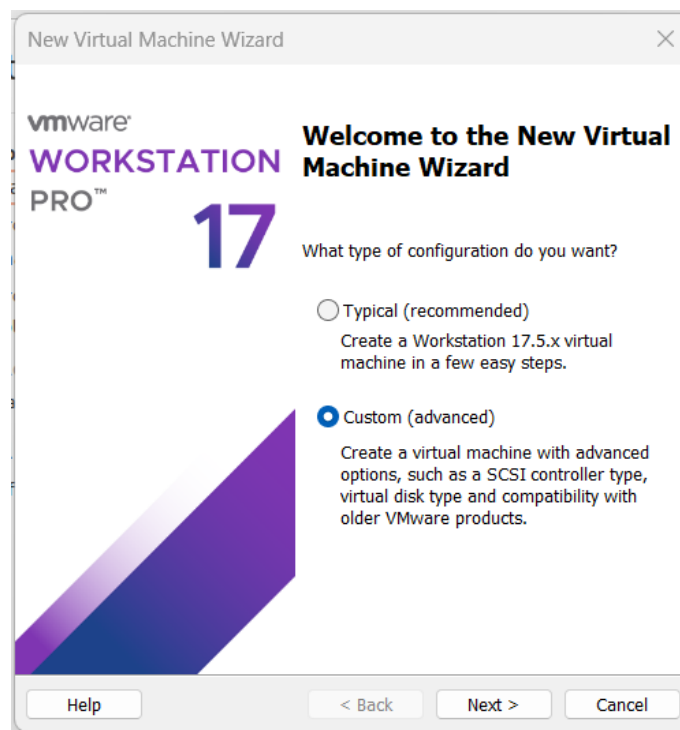 New Virtual Machine Wizard
vmware®
WORKSTATION
PRO™
17
Welcome to the New Virtual
Machine Wizard
What type of configuration do you want?
Typical (recommended)
Create a Workstation 17.5.x virtual
machine in a few easy steps.
Custom (advanced)
Create a virtual machine with advanced
options, such as a SCSI controller type,
virtual disk type and compatibility with
older VMware products.
Help
< Back
Next >
Cancel